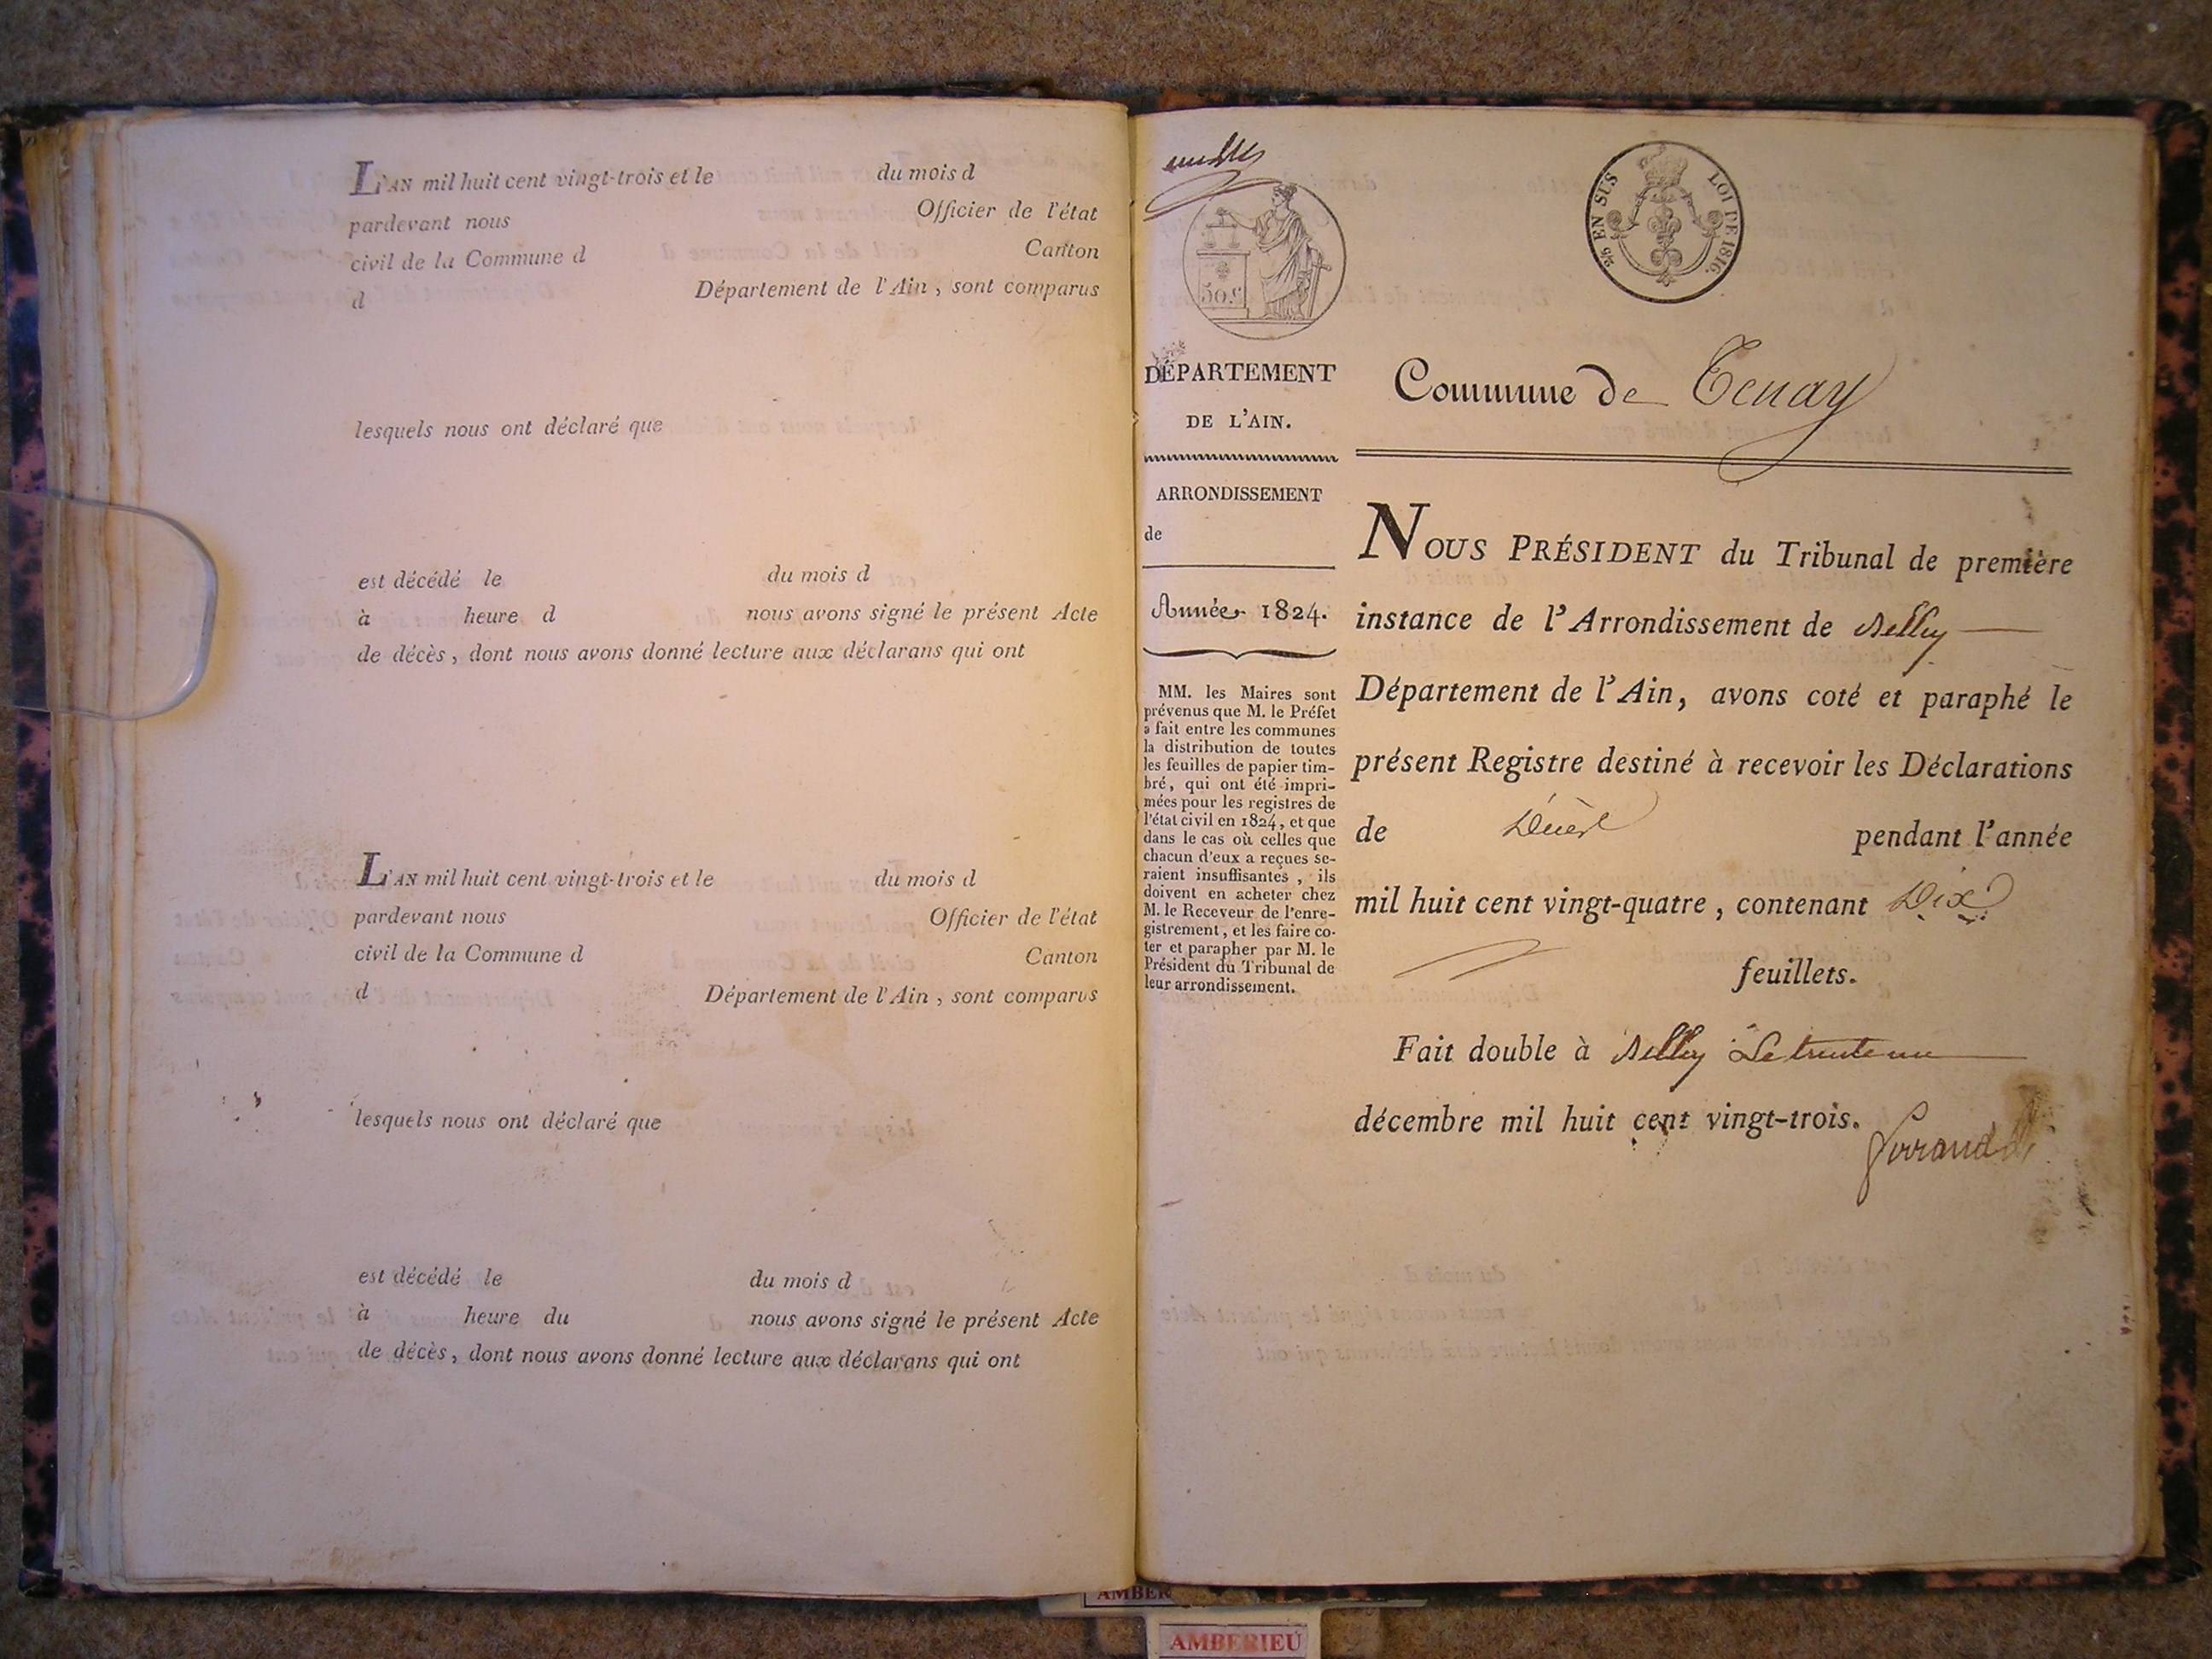 L'AN mil huit cent vingt-trois et le du mois d
pardevant nous Officier de l'état
civil de la Commune d Canton
d Département de l'Ain, sont comparus
lesquels nous ont déclaré que
est décédé le du mois d
à heure d nous avons signé le présent Acte
de décès, dont nous avons donné lecture aux déclarans qui ont
L'AN mil huit cent vingt-trois et le du mois d
pardevant nous Officier de l'état
civil de la Commune d Canton
d Département de l'Ain, sont comparus
lesquels nous ont déclaré que
est décédé le du mois d
à heure du nous avons signé le présent Acte
de décès, dont nous avons donné lecture aux déclarans qui ont
50 c.
EN SUS LOI DE 1816.
DÉPARTEMENT
DE L'AIN.
ARRONDISSEMENT
de
Année 1824.
MM. les Maires sont
prévenus que M. le Préfet
a fait entre les communes
la distribution de toutes
les feuilles de papier tim-
bré, qui ont été impri-
mées pour les registres de
l'état civil en 1824, et que
dans le cas où celles que
chacun d'eux a reçues se-
raient insuffisantes, ils
doivent en acheter chez
M. le Receveur de l'enre-
gistrement, et les faire co-
ter et parapher par M. le
Président du Tribunal de
leur arrondissement.
Commune de Tenay
NOUS PRÉSIDENT du Tribunal de première
instance de l'Arrondissement de Belley
Département de l'Ain, avons coté et paraphé le
présent Registre destiné à recevoir les Déclarations
de Décès pendant l'année
mil huit cent vingt-quatre, contenant Dix
feuillets.
Fait double à Belley Le trente un
décembre mil huit cent vingt-trois.
AMBER
AMBERIEU